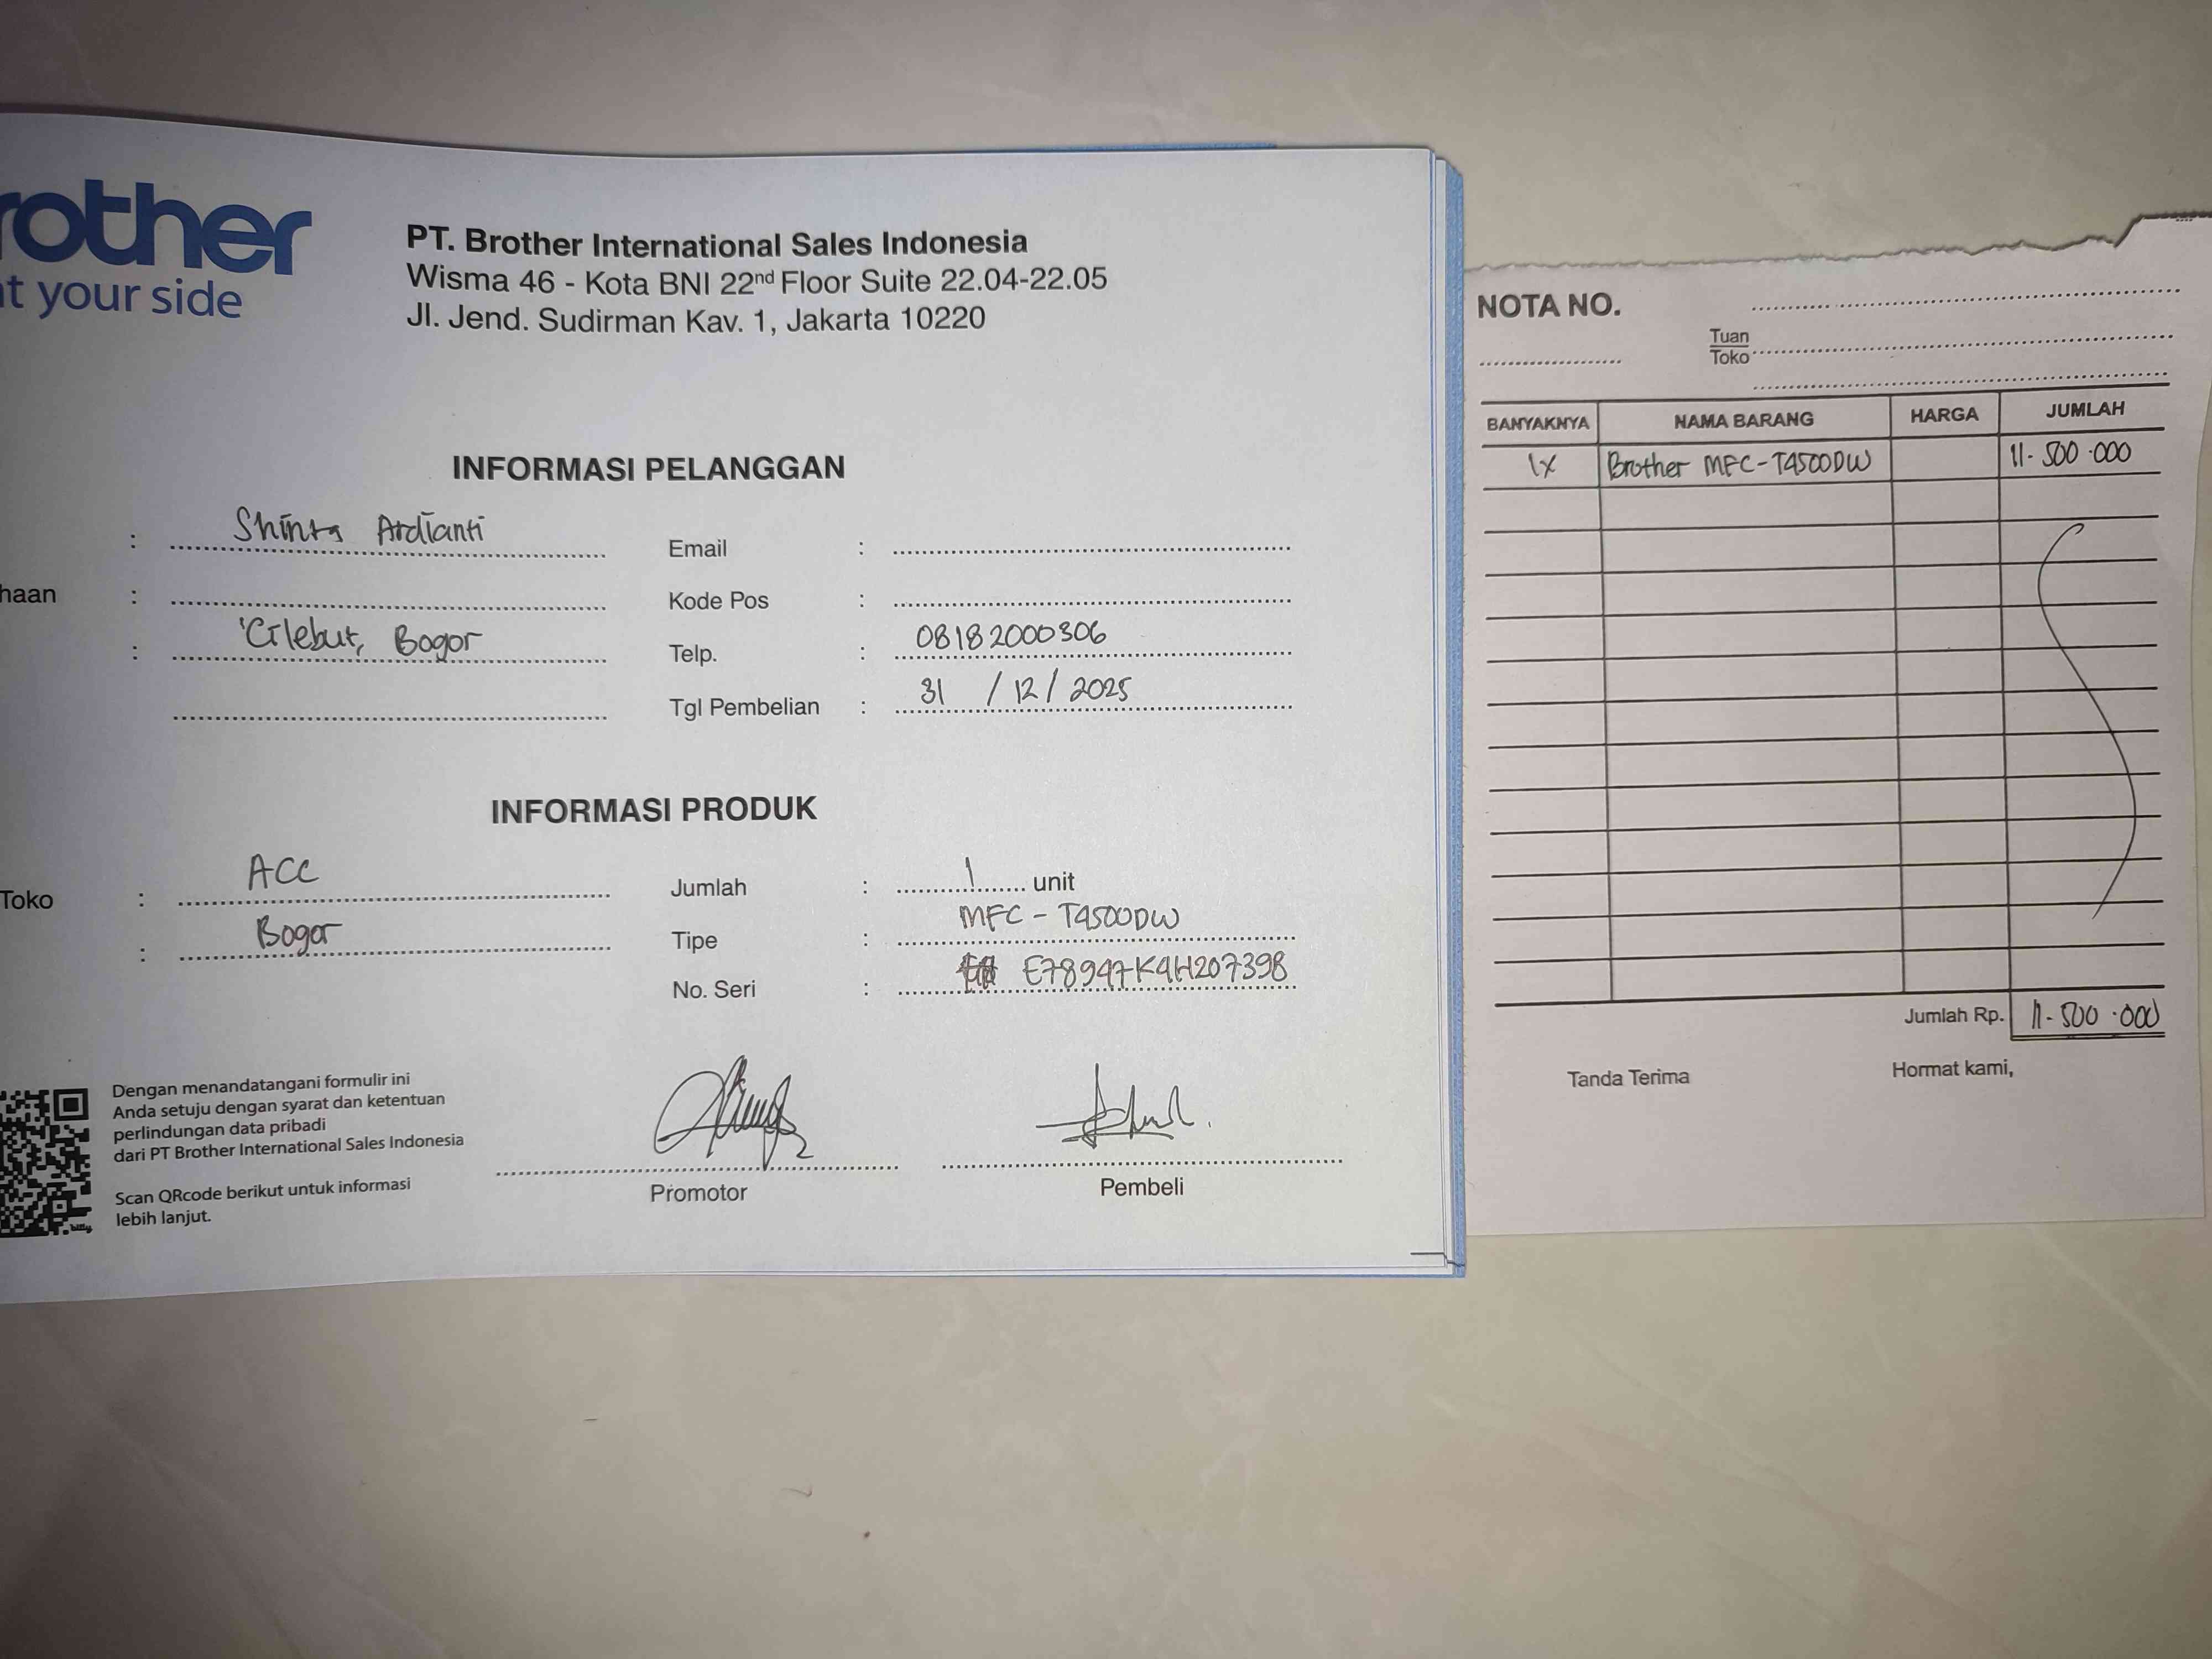 rother
at your side
PT. Brother International Sales Indonesia
Wisma 46 - Kota BNI 22nd Floor Suite 22.04-22.05
Jl. Jend. Sudirman Kav. 1, Jakarta 10220
INFORMASI PELANGGAN
: Shinta Ardianti
Email :
haan :
Kode Pos :
: Cilebut, Bogor
Telp. : 08182000306
Tgl Pembelian : 31 / 12 / 2025
INFORMASI PRODUK
Toko : ACC
Jumlah : 1 unit
: Bogor
Tipe : MFC - T4500DW
No. Seri : E78947K4H207398
Dengan menandatangani formulir ini
Anda setuju dengan syarat dan ketentuan
perlindungan data pribadi
dari PT Brother International Sales Indonesia
Scan QRcode berikut untuk informasi
lebih lanjut.
Promotor
Pembeli
NOTA NO.
Tuan
Toko
BANYAKNYA NAMA BARANG HARGA JUMLAH
1x Brother MFC-T4500DW 11.500.000
Jumlah Rp. 11.500.000
Tanda Terima Hormat kami,